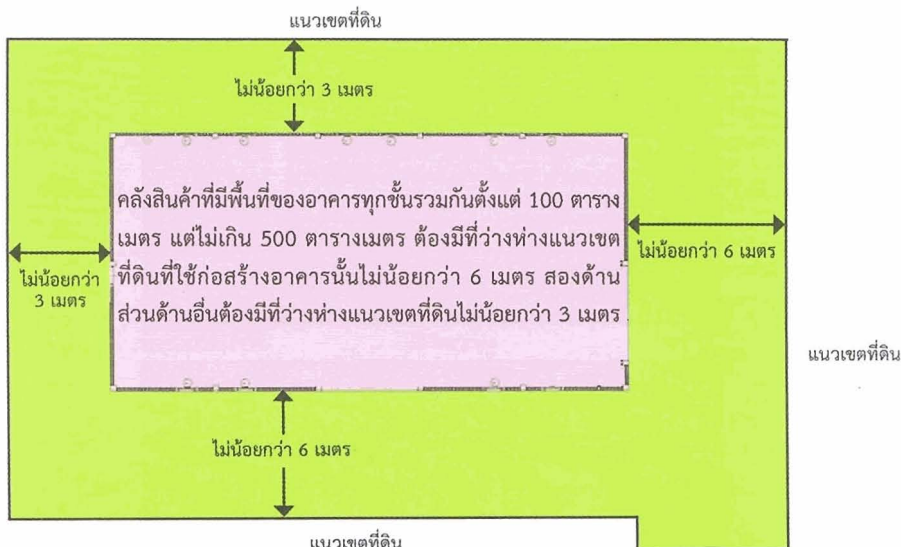 แนวเขตที่ดิน
ไม่น้อยกว่า 3 เมตร
คลังสินค้าที่มีพื้นที่ของอาคารทุกชั้นรวมกันตั้งแต่ 100 ตาราง
เมตร แต่ไม่เกิน 500 ตารางเมตร ต้องมีที่ว่างห่างแนวเขต
ที่ดินที่ใช้ก่อสร้างอาคารนั้นไม่น้อยกว่า 6 เมตร สองด้าน
ส่วนด้านอื่นต้องมีที่ว่างห่างแนวเขตที่ดินไม่น้อยกว่า 3 เมตร
ไม่น้อยกว่า
3 เมตร
ไม่น้อยกว่า 6 เมตร
แนวเขตที่ดิน
ไม่น้อยกว่า 6 เมตร
แนวเขตที่ดิน